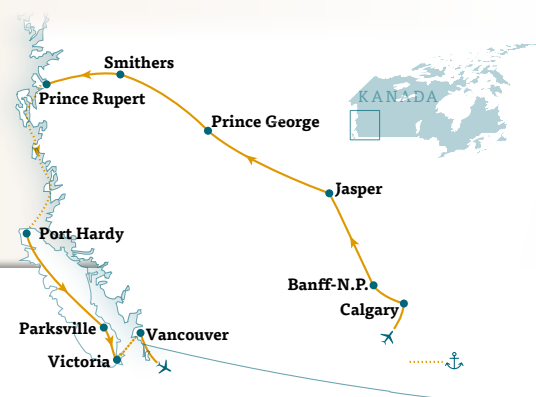 Smithers
KANADA
Prince Rupert
Prince George
Jasper
Port Hardy
Banff-N.P.
Calgary
Parksville
Vancouver
Victoria